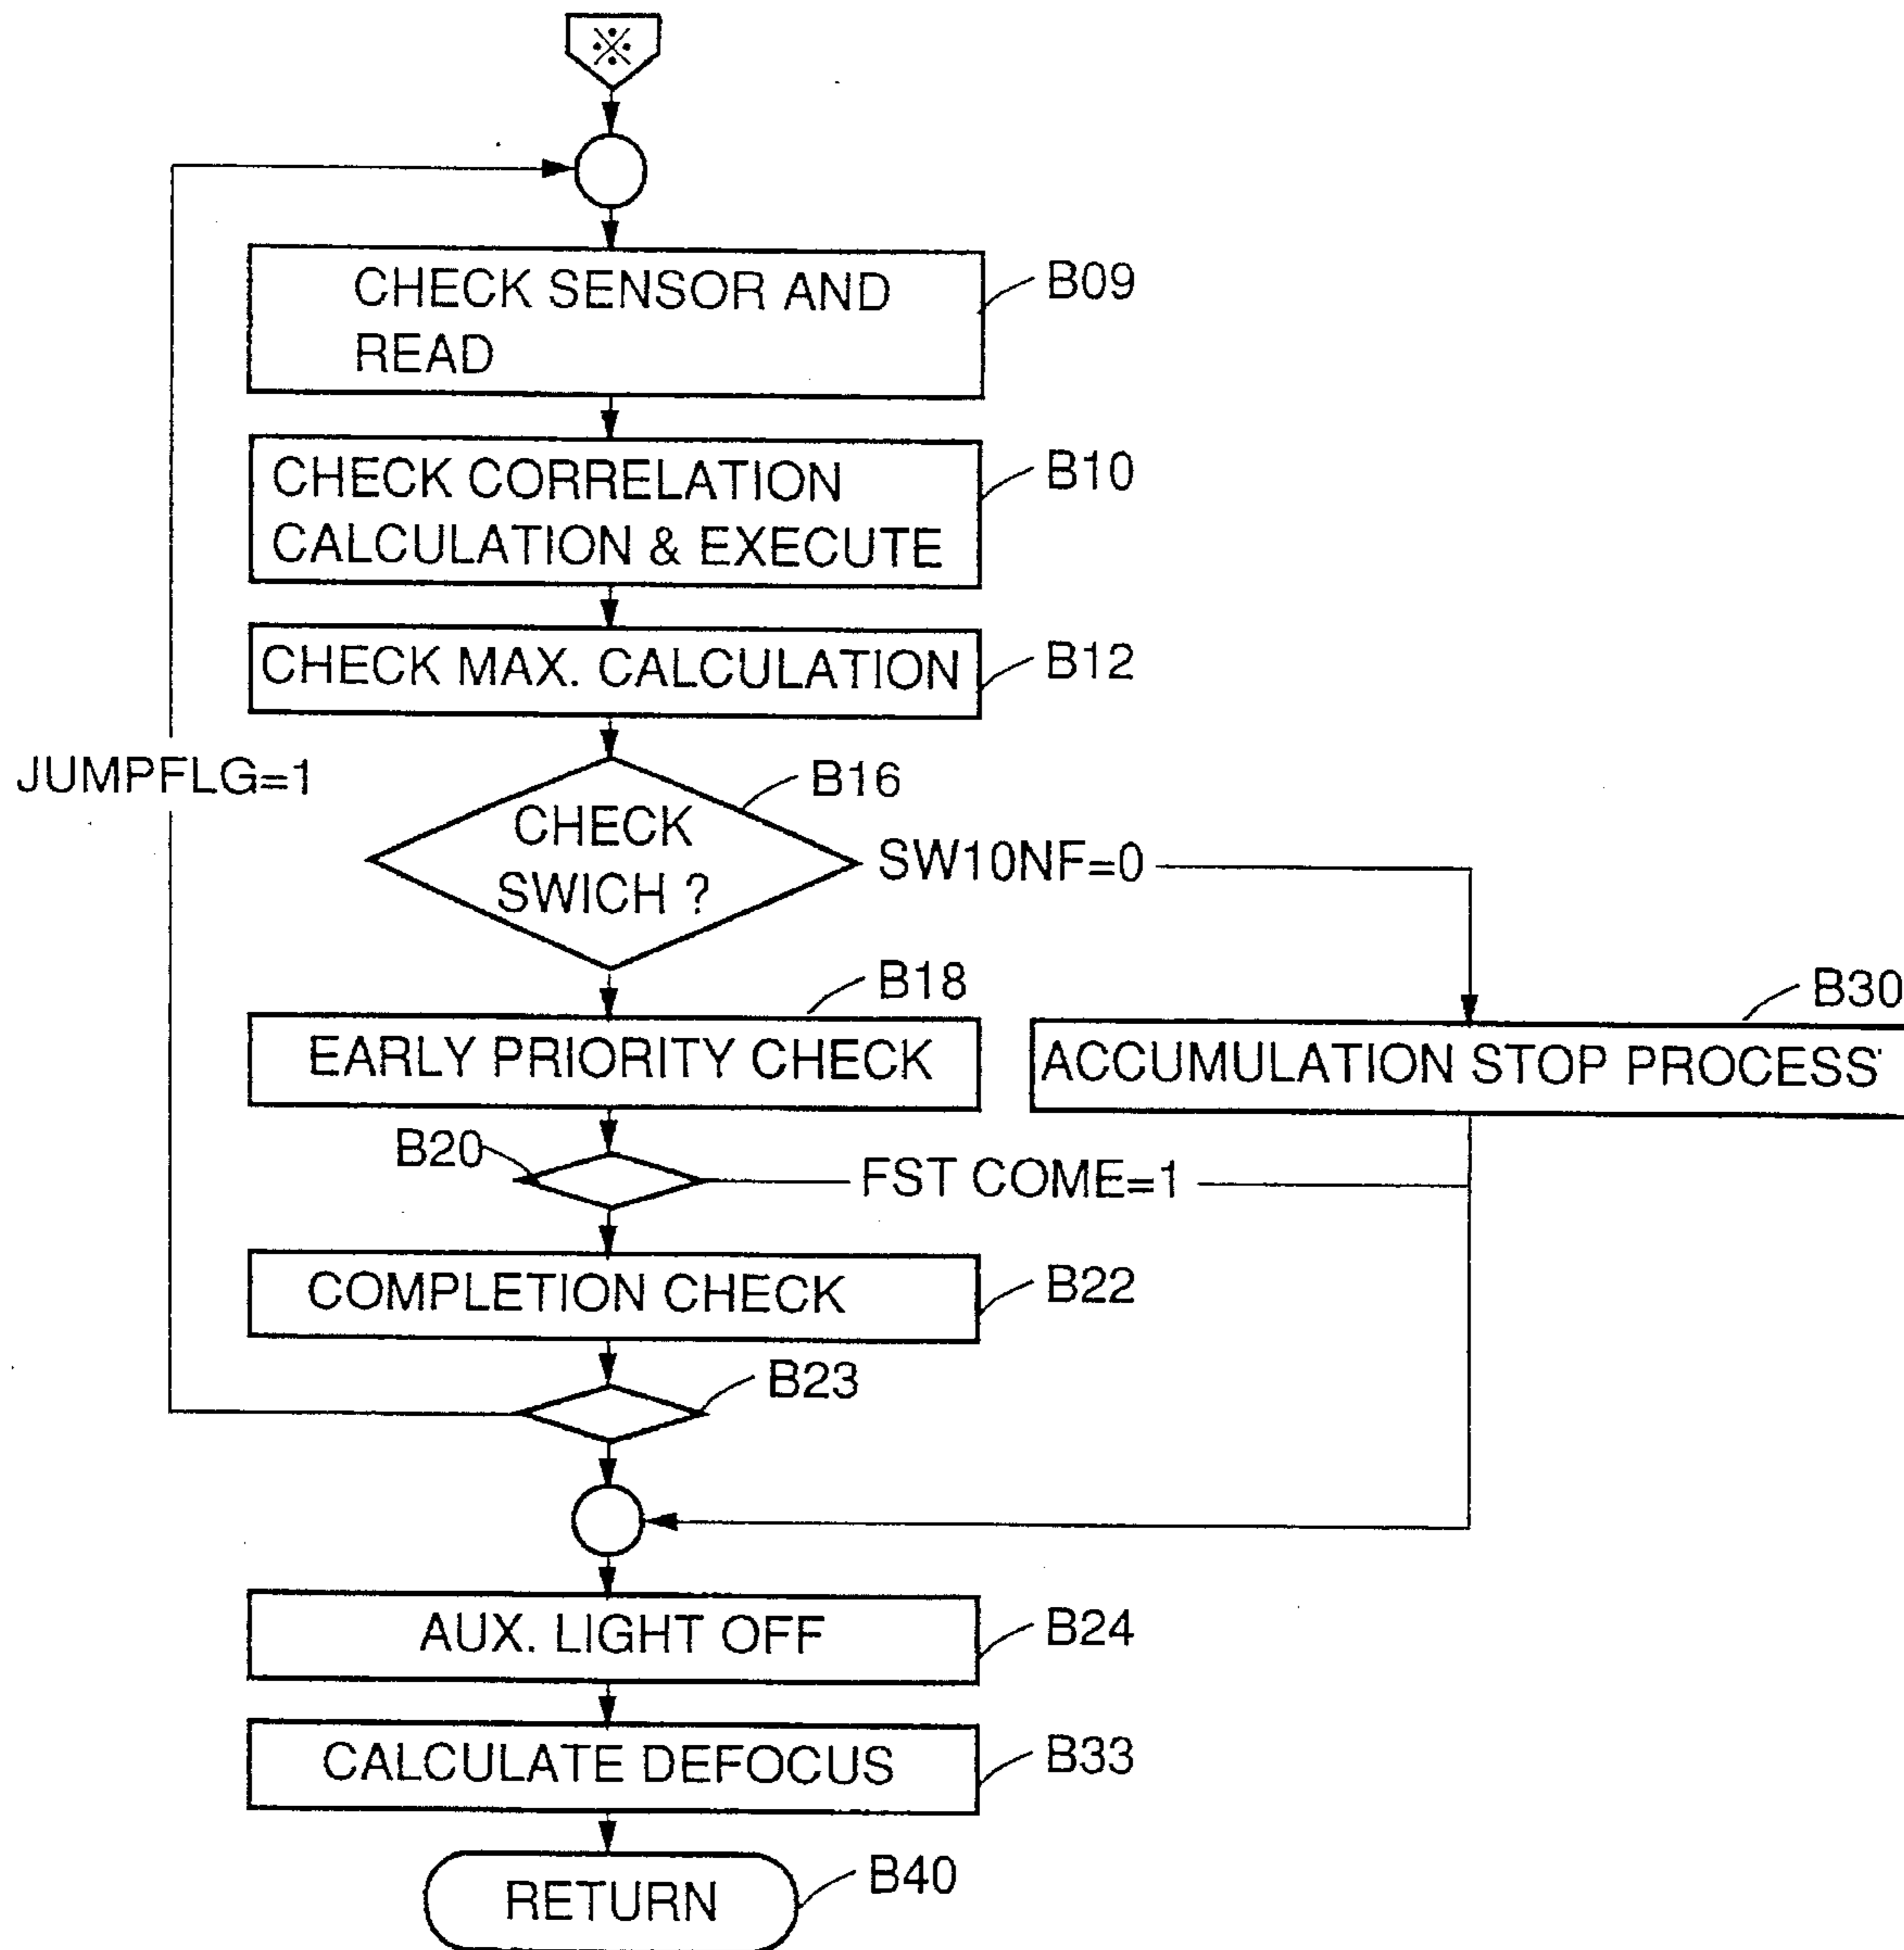 ※
CHECK SENSOR AND
READ
B09
CHECK CORRELATION
CALCULATION & EXECUTE
B10
CHECK MAX. CALCULATION
B12
JUMPFLG=1
B16
CHECK
SWICH ?
SW10NF=0
B18
EARLY PRIORITY CHECK
B30
ACCUMULATION STOP PROCESS
B20
FST COME=1
COMPLETION CHECK
B22
B23
AUX. LIGHT OFF
B24
CALCULATE DEFOCUS
B33
RETURN
B40